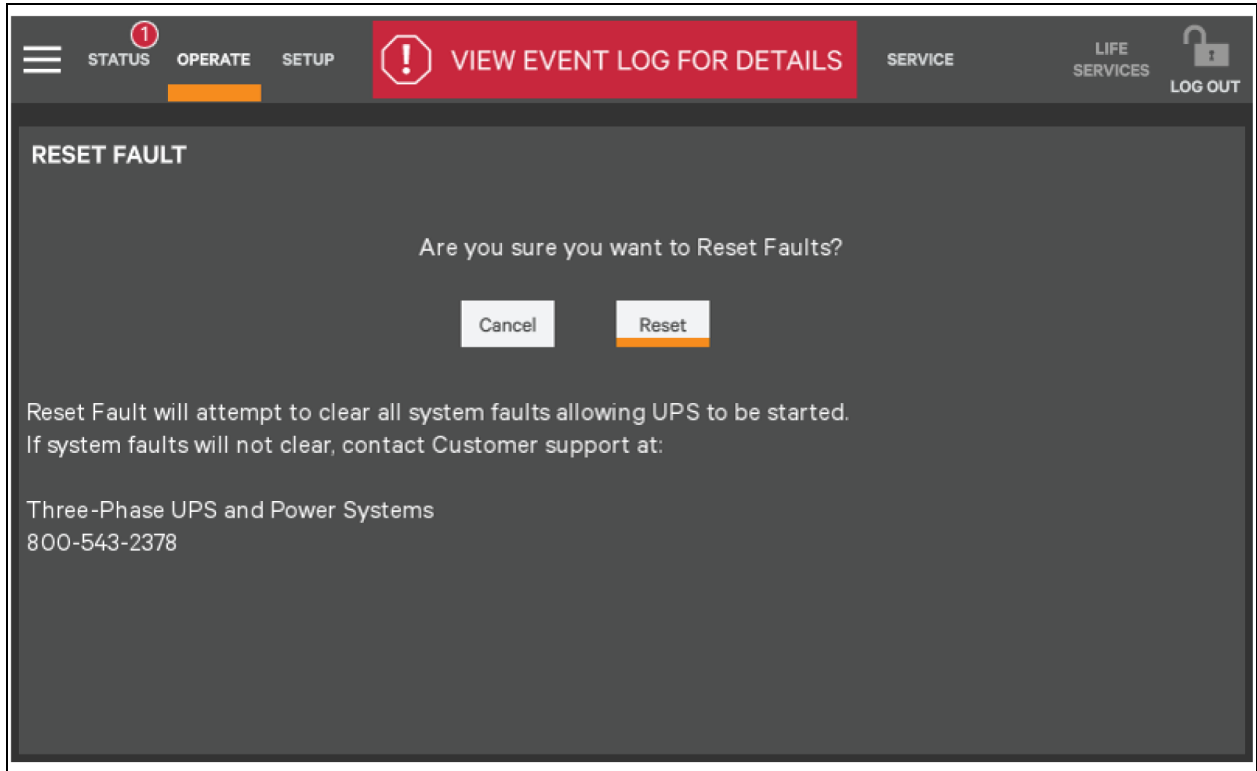 1
STATUS OPERATE SETUP ! VIEW EVENT LOG FOR DETAILS SERVICE LIFE SERVICES LOG OUT
RESET FAULT
Are you sure you want to Reset Faults?
Cancel Reset
Reset Fault will attempt to clear all system faults allowing UPS to be started.
If system faults will not clear, contact Customer support at:
Three-Phase UPS and Power Systems
800-543-2378